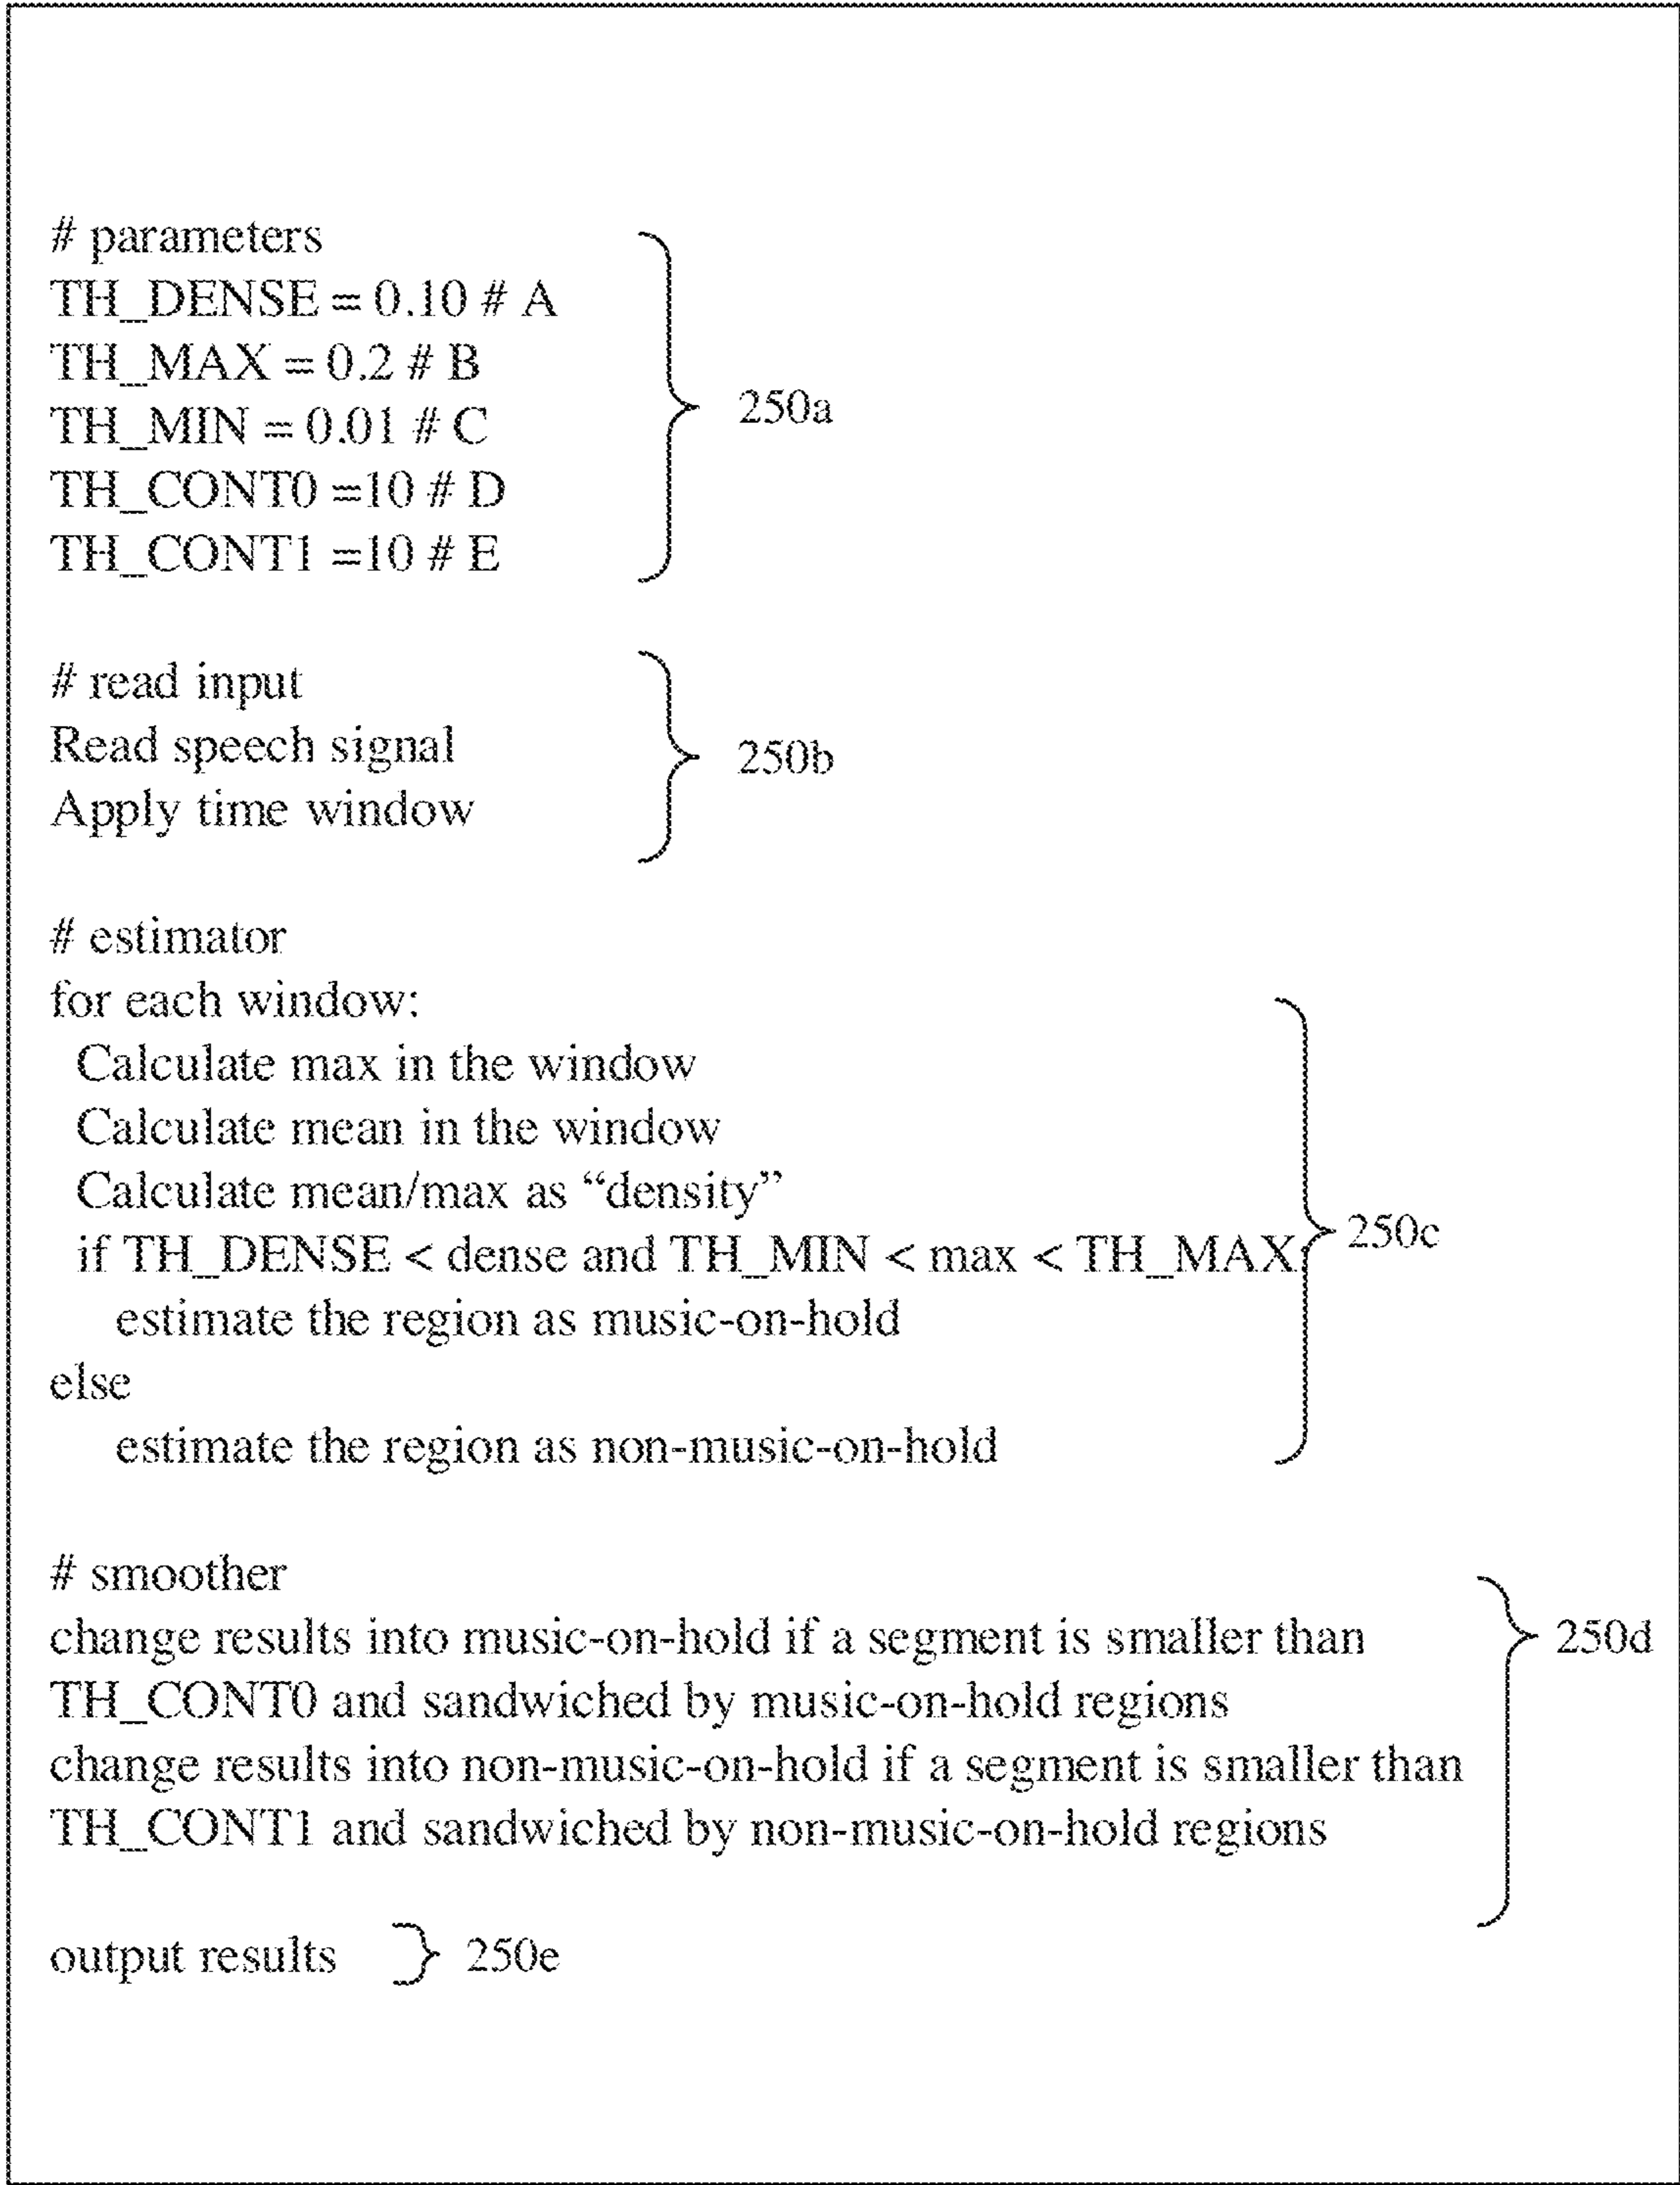 # parameters
TH_DENSE = 0.10 # A
TH_MAX = 0.2 # B
TH_MIN = 0.01 # C
TH_CONT0 =10 # D
TH_CONT1 =10 # E
250a
# read input
Read speech signal
Apply time window
250b
# estimator
for each window:
Calculate max in the window
Calculate mean in the window
Calculate mean/max as “density”
if TH_DENSE < dense and TH_MIN < max < TH_MAX:
estimate the region as music-on-hold
else
estimate the region as non-music-on-hold
250c
# smoother
change results into music-on-hold if a segment is smaller than
TH_CONT0 and sandwiched by music-on-hold regions
change results into non-music-on-hold if a segment is smaller than
TH_CONT1 and sandwiched by non-music-on-hold regions
250d
output results
250e